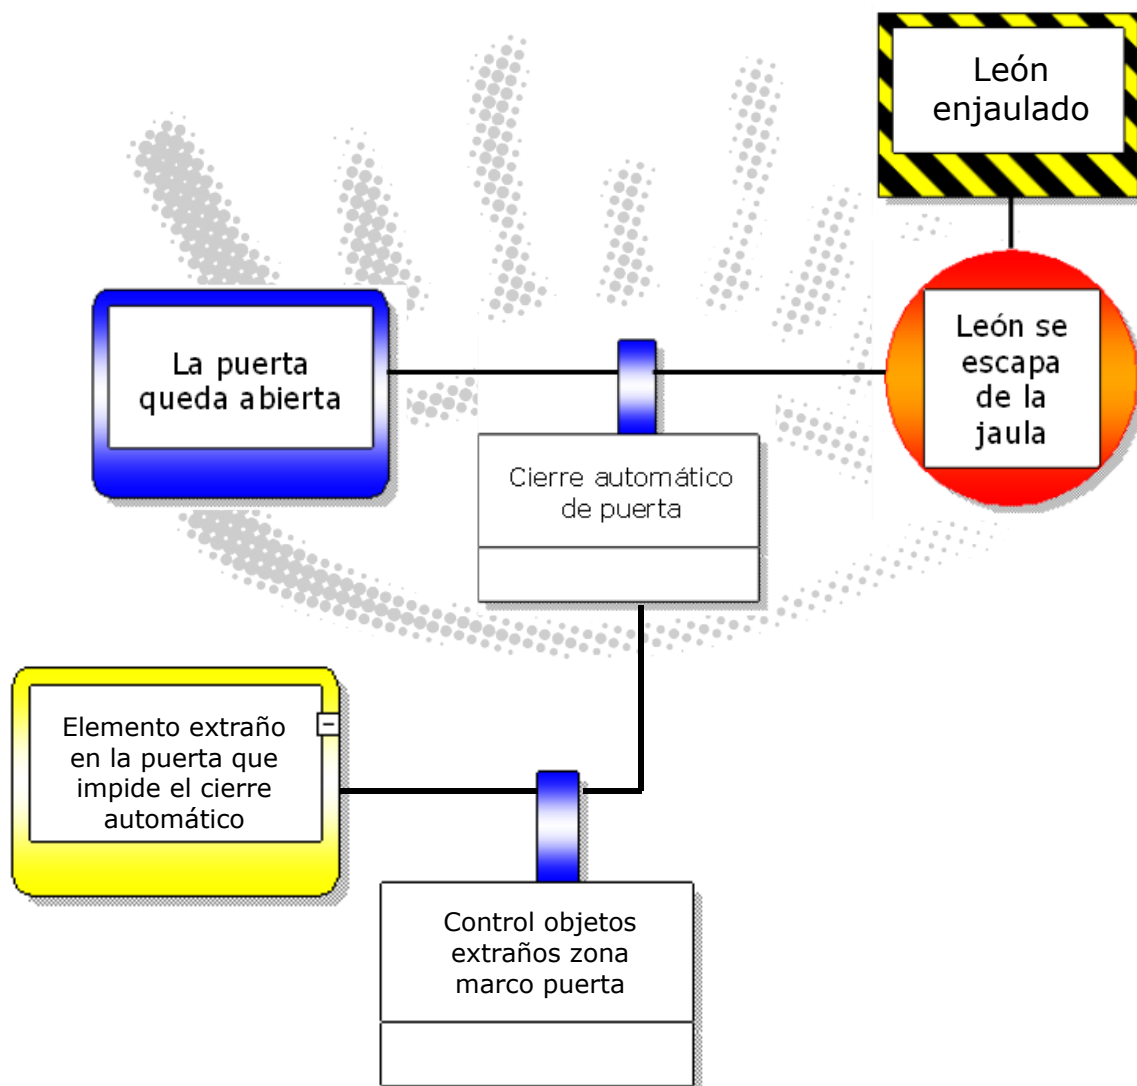 León
enjaulado
La puerta
queda abierta
León se
escapa
de la
jaula
Cierre automático
de puerta
Elemento extraño
en la puerta que
impide el cierre
automático
Control objetos
extraños zona
marco puerta